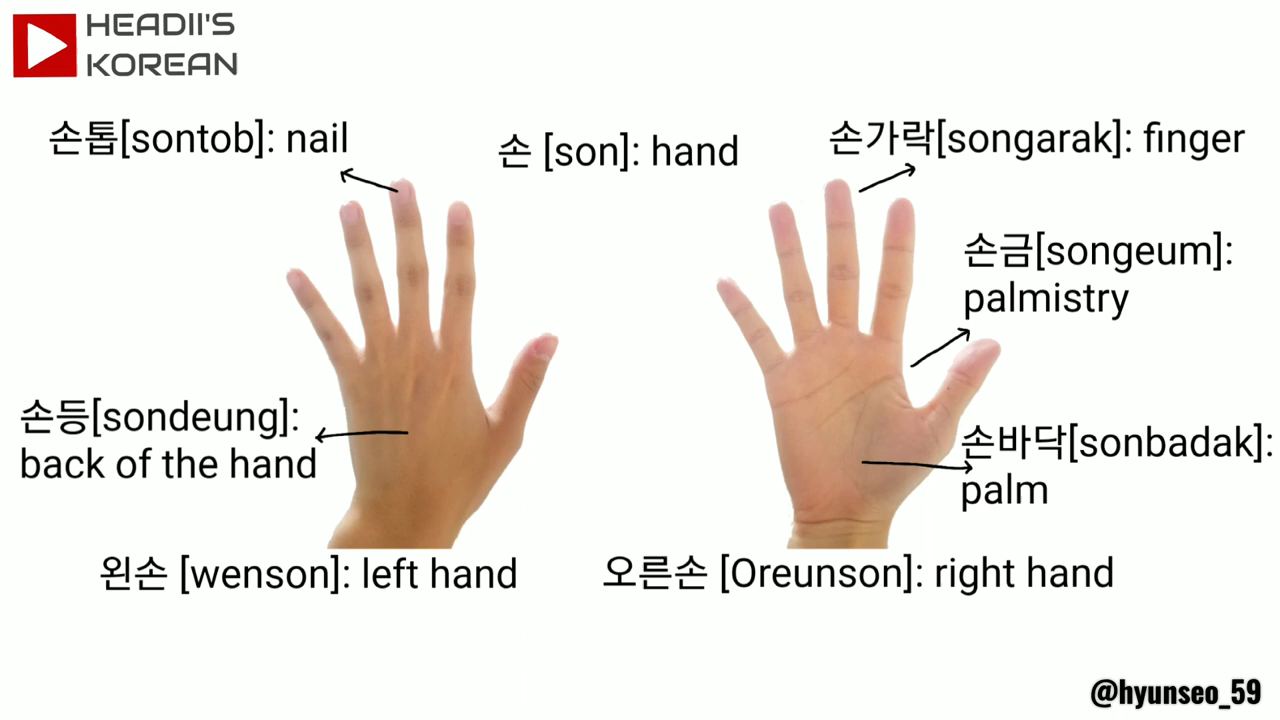 HEADII'S
KOREAN
손톱[sontob]: nail
손 [son]: hand
손가락[songarak]: finger
손금[songeum]:
palmistry
손등[sondeung]:
back of the hand
손바닥[sonbadak]:
palm
왼손 [wenson]: left hand
오른손 [Oreunson]: right hand
@hyunseo_59